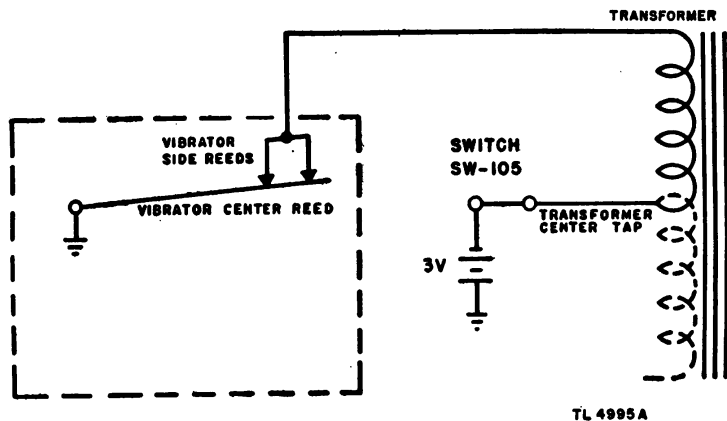 TRANSFORMER
VIBRATOR
SIDE REEDS
VIBRATOR CENTER REED
SWITCH
SW-105
TRANSFORMER
CENTER TAP
3V
TL 4995A